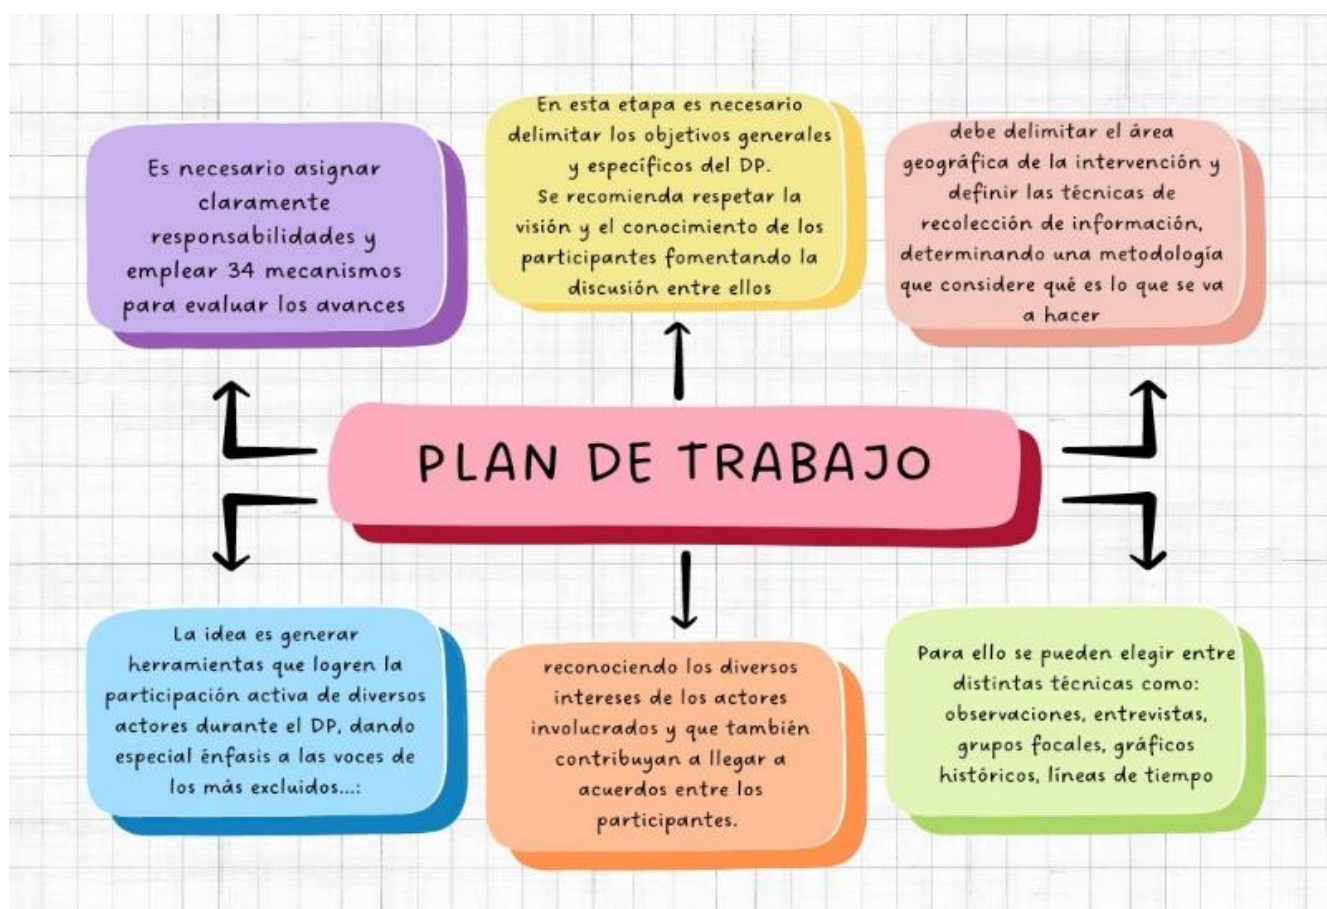 Es necesario asignar
claramente
responsabilidades y
emplear 34 mecanismos
para evaluar los avances
En esta etapa es necesario
delimitar los objetivos generales
y específicos del DP.
Se recomienda respetar la
visión y el conocimiento de los
participantes fomentando la
discusión entre ellos
debe delimitar el área
geográfica de la intervención y
definir las técnicas de
recolección de información,
determinando una metodología
que considere qué es lo que se va
a hacer
PLAN DE TRABAJO
La idea es generar
herramientas que logren la
participación activa de diversos
actores durante el DP, dando
especial énfasis a las voces de
los más excluidos...:
reconociendo los diversos
intereses de los actores
involucrados y que también
contribuyan a llegar a
acuerdos entre los
participantes.
Para ello se pueden elegir entre
distintas técnicas como:
observaciones, entrevistas,
grupos focales, gráficos
históricos, líneas de tiempo